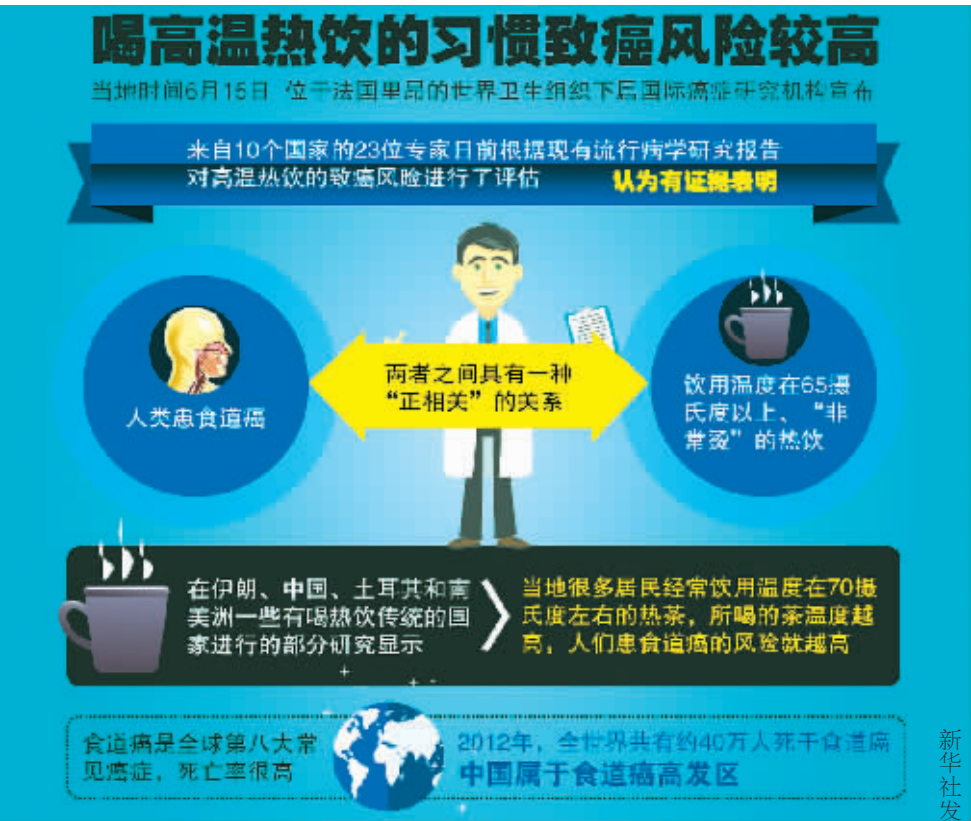 喝高温热饮的习惯致癌风险较高
当地时间6月15日 位于法国里昂的世界卫生组织下属国际癌症研究机构宣布
来自10个国家的23位专家日前根据现有流行病学研究报告
对高温热饮的致癌风险进行了评估 认为有证据表明
人类患食道癌
两者之间具有一种
“正相关”的关系
饮用温度在65摄
氏度以上、“非
常烫”的热饮
在伊朗、中国、土耳其和南
美洲一些有喝热饮传统的国
家进行的部分研究显示
当地很多居民经常饮用温度在70摄
氏度左右的热茶，所喝的茶温度越
高，人们患食道癌的风险就越高
食道癌是全球第八大常
见癌症，死亡率很高
2012年，全世界共有约40万人死于食道癌
中国属于食道癌高发区
新华社发